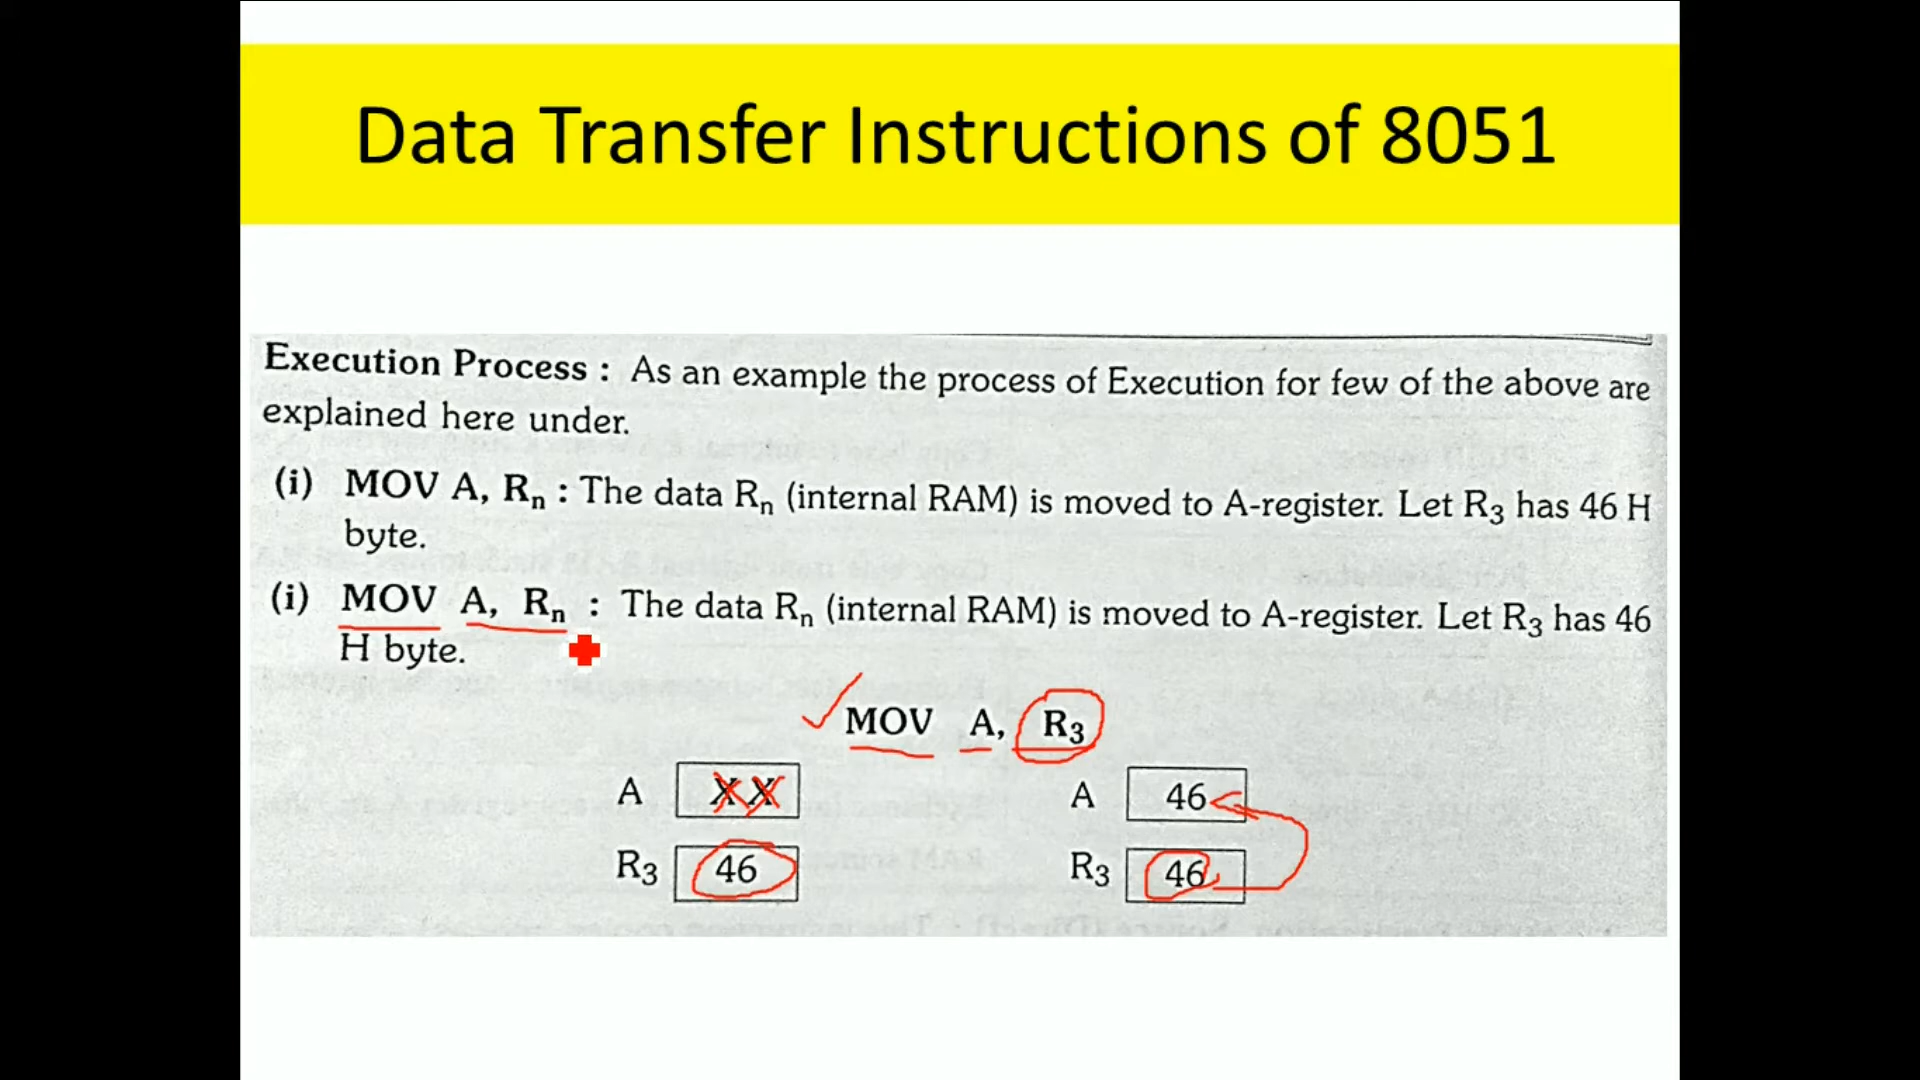 Data Transfer Instructions of 8051
Execution Process : As an example the process of Execution for few of the above are
explained here under.
(i) MOV A, Rn : The data Rn (internal RAM) is moved to A-register. Let R3 has 46 H
byte.
(i) MOV A, Rn : The data Rn (internal RAM) is moved to A-register. Let R3 has 46
H byte.
MOV A, R3
A X X A 46
R3 46 R3 46